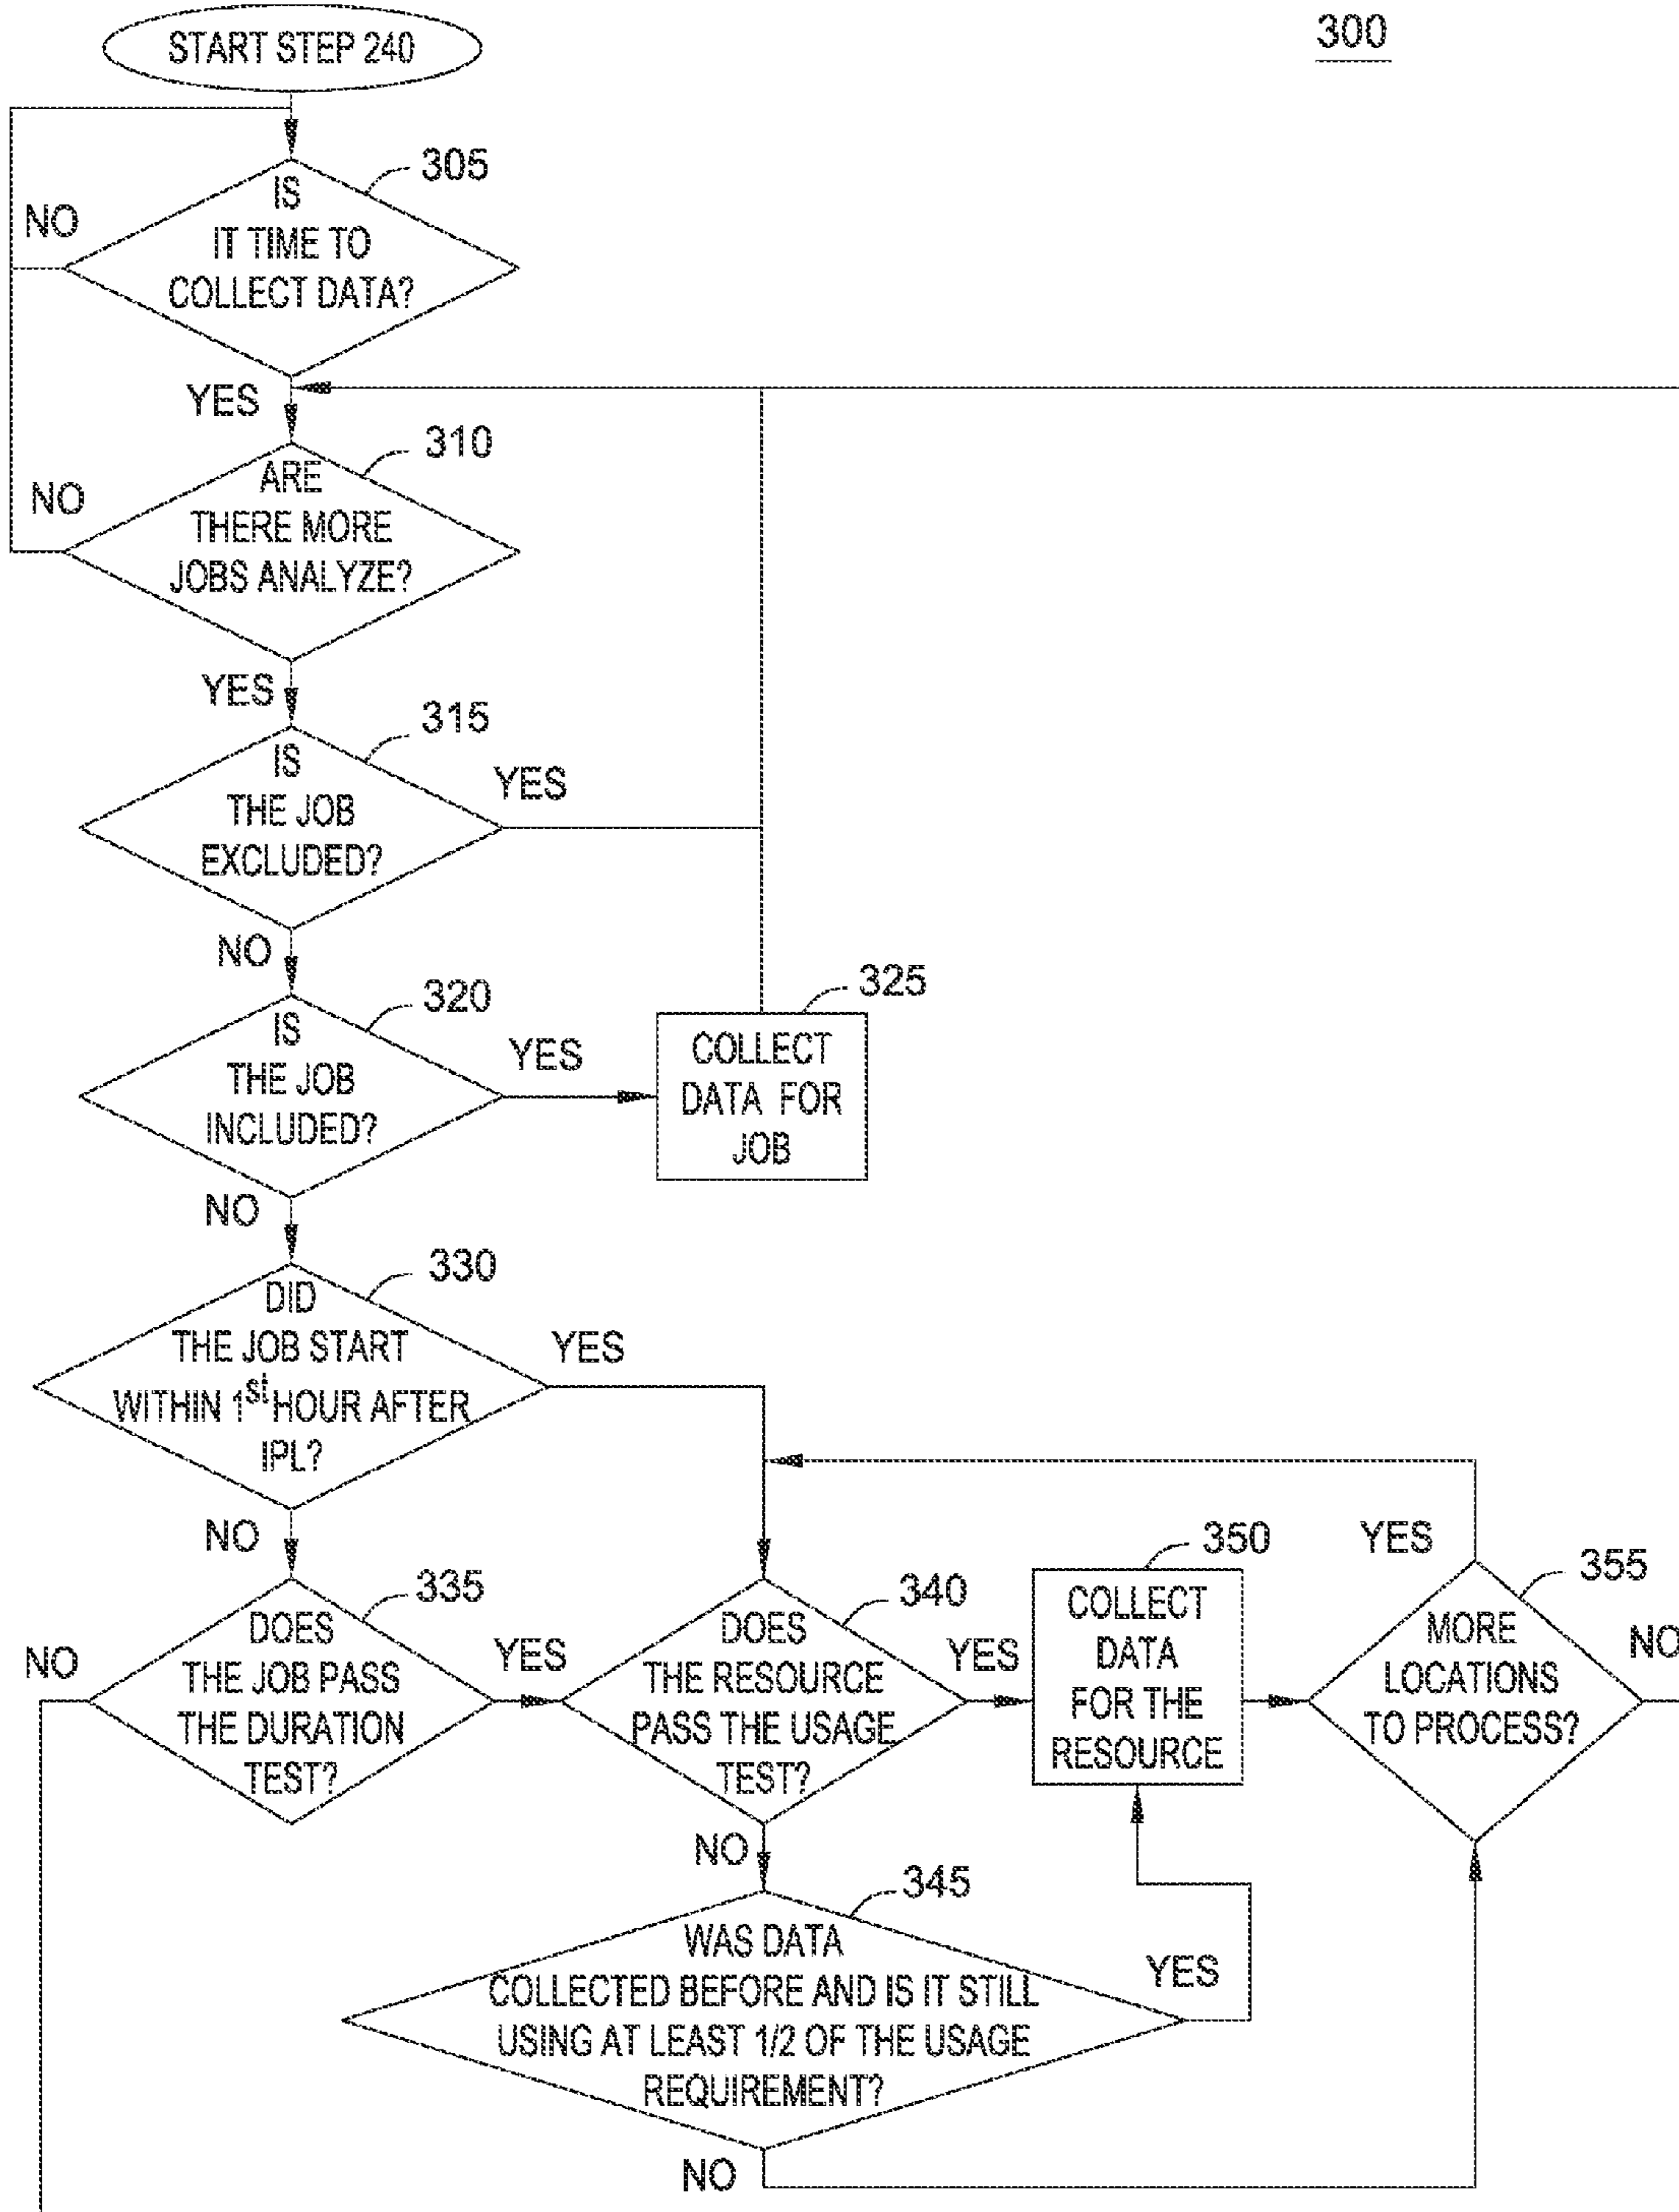 300
START STEP 240
305
IS
IT TIME TO
COLLECT DATA?
NO
YES
310
ARE
THERE MORE
JOBS ANALYZE?
NO
YES
315
IS
THE JOB
EXCLUDED?
YES
NO
320
IS
THE JOB
INCLUDED?
YES
325
COLLECT
DATA FOR
JOB
NO
330
DID
THE JOB START
WITHIN 1st HOUR AFTER
IPL?
YES
NO
335
DOES
THE JOB PASS
THE DURATION
TEST?
NO
YES
340
DOES
THE RESOURCE
PASS THE USAGE
TEST?
YES
350
COLLECT
DATA
FOR THE
RESOURCE
YES
355
MORE
LOCATIONS
TO PROCESS?
NO
NO
345
WAS DATA
COLLECTED BEFORE AND IS IT STILL
USING AT LEAST 1/2 OF THE USAGE
REQUIREMENT?
YES
NO